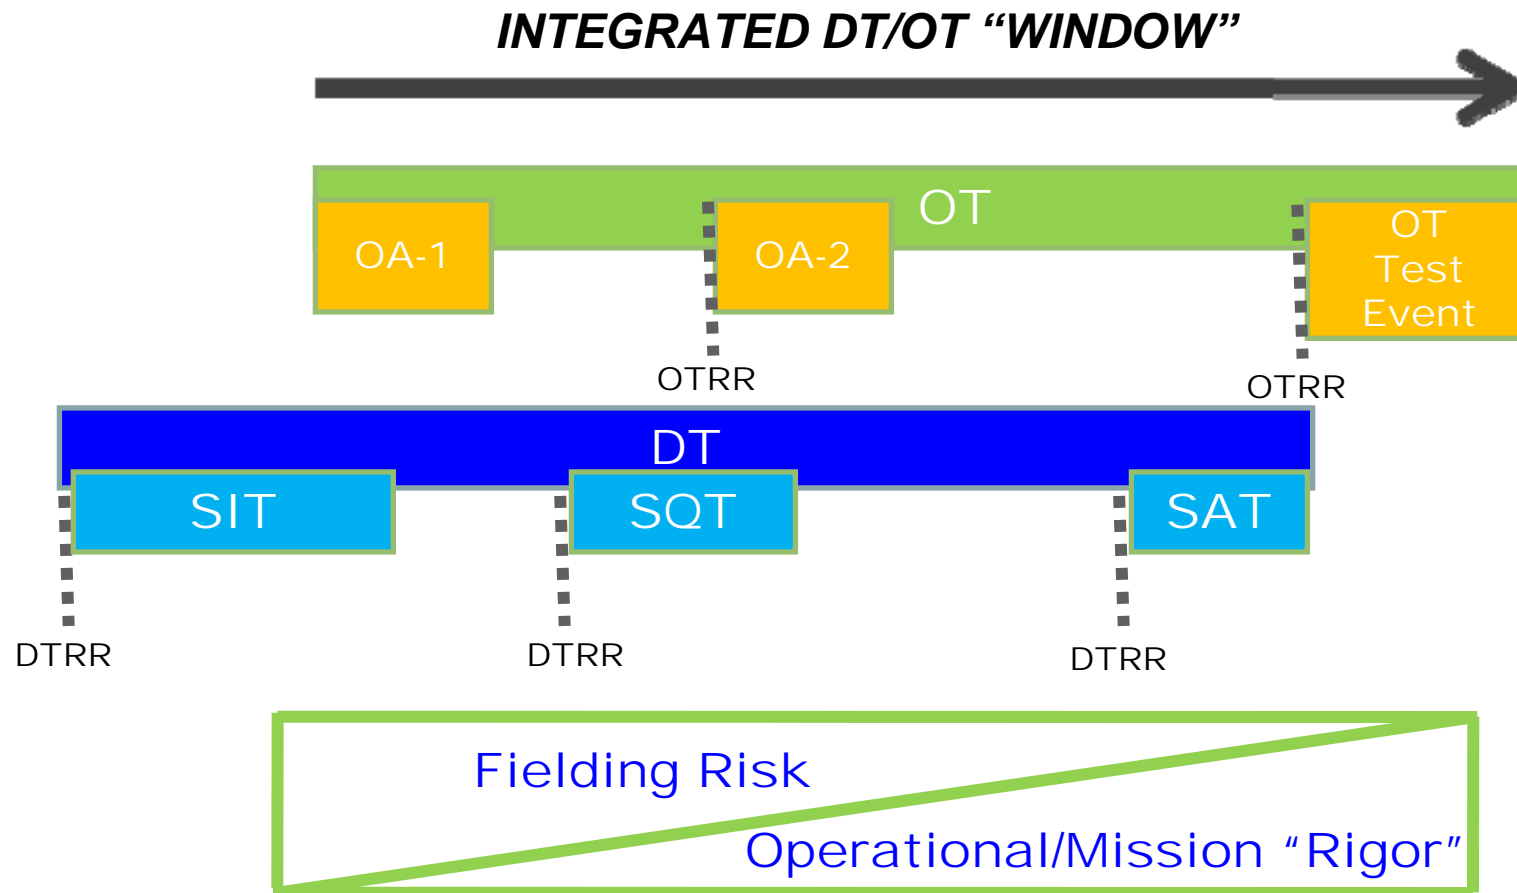 INTEGRATED DT/OT “WINDOW”
OT
OA-1
OA-2
OT
Test
Event
OTRR
OTRR
DT
SIT
SQT
SAT
DTRR
DTRR
DTRR
Fielding Risk
Operational/Mission “Rigor”